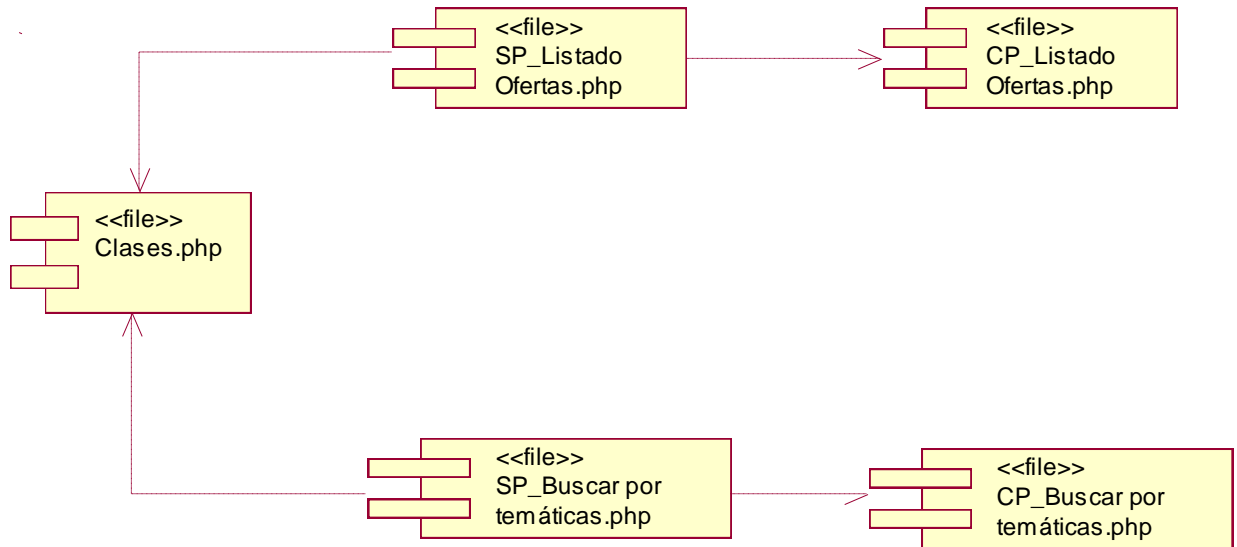 <<file>>
SP_Listado
Ofertas.php
<<file>>
CP_Listado
Ofertas.php
<<file>>
Clases.php
<<file>>
SP_Buscar por
temáticas.php
<<file>>
CP_Buscar por
temáticas.php